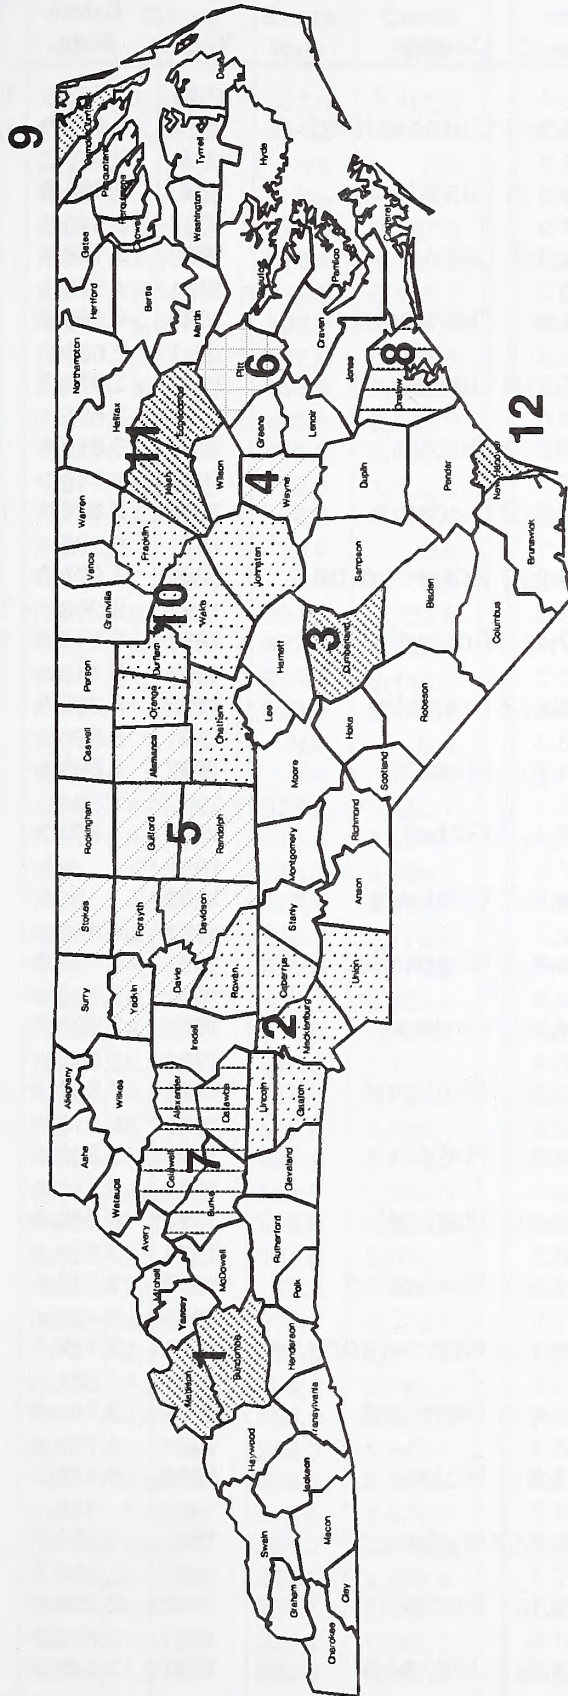 9
12
11
10
8
6
4
3
5
2
7
1
Cherokee
Graham
Clay
Swain
Macon
Jackson
Haywood
Transylvania
Madison
Buncombe
Henderson
Yancey
Mitchell
Polk
Avery
McDowell
Rutherford
Watauga
Burke
Caldwell
Cleveland
Ashe
Alleghany
Wilkes
Alexander
Catawba
Lincoln
Gaston
Surry
Yadkin
Iredell
Mecklenburg
Stokes
Forsyth
Davie
Davidson
Rowan
Cabarrus
Stanly
Union
Anson
Rockingham
Guilford
Randolph
Montgomery
Richmond
Caswell
Alamance
Chatham
Moore
Scotland
Hoke
Person
Orange
Durham
Lee
Harnett
Cumberland
Robeson
Granville
Vance
Warren
Franklin
Wake
Johnston
Sampson
Bladen
Columbus
Brunswick
Northampton
Halifax
Nash
Edgecombe
Wilson
Wayne
Greene
Lenoir
Duplin
Pender
New Hanover
Hertford
Gates
Bertie
Martin
Pitt
Craven
Jones
Onslow
Washington
Tyrrell
Dare
Hyde
Pamlico
Carteret
Pasquotank
Perquimans